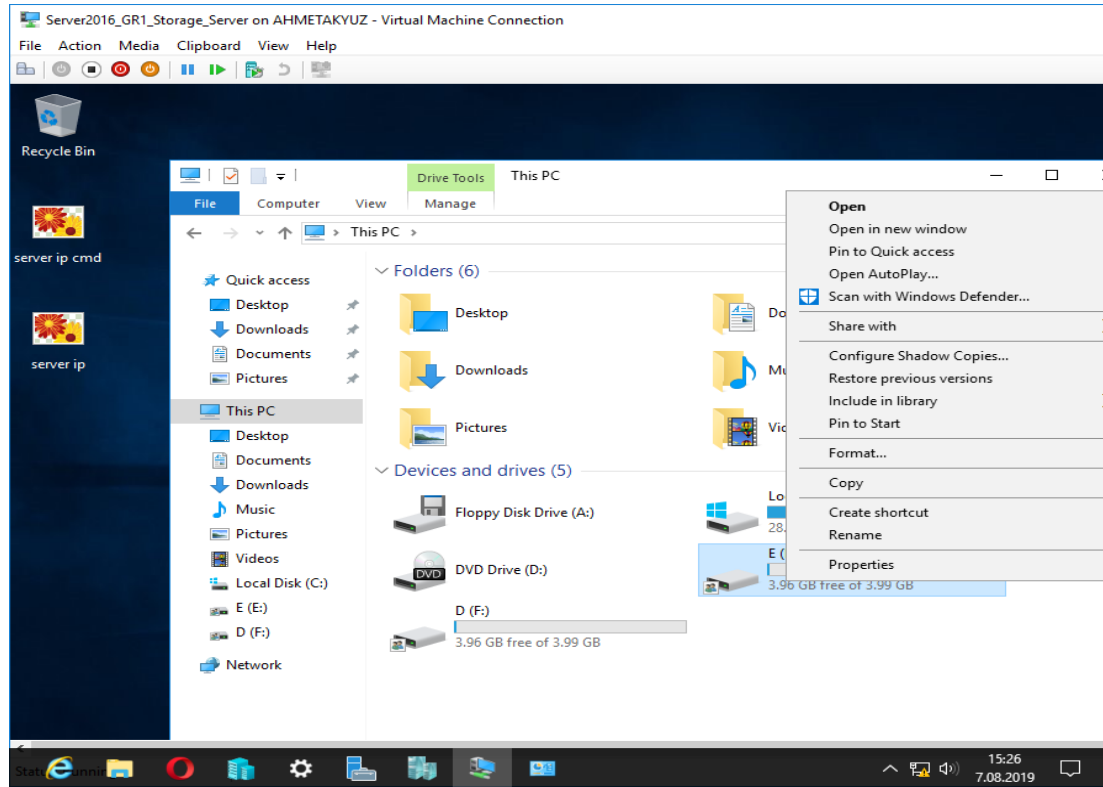 Server2016_GR1_Storage_Server on AHMETAKYUZ - Virtual Machine Connection
File Action Media Clipboard View Help
Recycle Bin
server ip cmd
server ip
Drive Tools This PC
File Computer View Manage
This PC
Quick access
Desktop
Downloads
Documents
Pictures
This PC
Desktop
Documents
Downloads
Music
Pictures
Videos
Local Disk (C:)
E (E:)
D (F:)
Network
Folders (6)
Desktop
Do
Downloads
Mu
Pictures
Vid
Devices and drives (5)
Floppy Disk Drive (A:)
Lo
28.
DVD Drive (D:)
DVD
E (
3.96 GB free of 3.99 GB
D (F:)
3.96 GB free of 3.99 GB
Open
Open in new window
Pin to Quick access
Open AutoPlay...
Scan with Windows Defender...
Share with
Configure Shadow Copies...
Restore previous versions
Include in library
Pin to Start
Format...
Copy
Create shortcut
Rename
Properties
15:26
7.08.2019